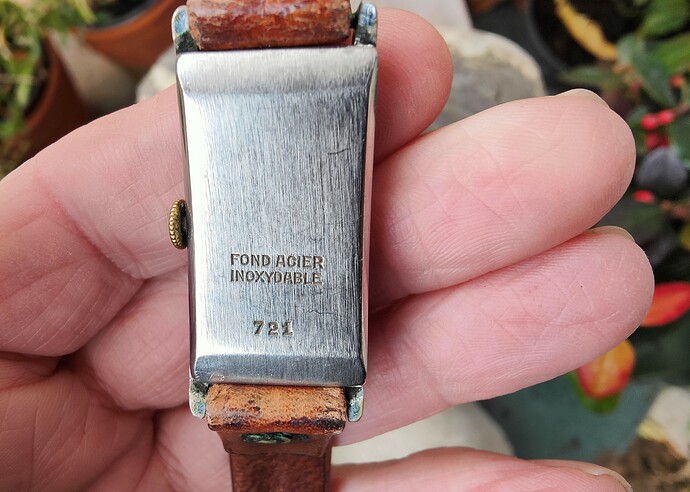 FOND ACIER
INOXYDABLE
721